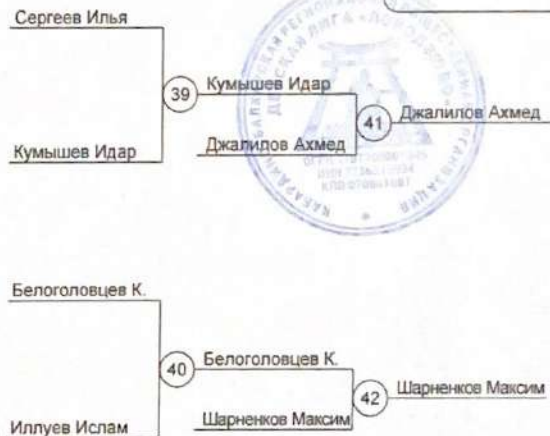 Сергеев Илья
39
Кумышев Идар
Кумышев Идар
41
Джалилов Ахмед
Джалилов Ахмед
Белоголовцев К.
40
Белоголовцев К.
Иллуев Ислам
42
Шарненков Максим
Шарненков Максим